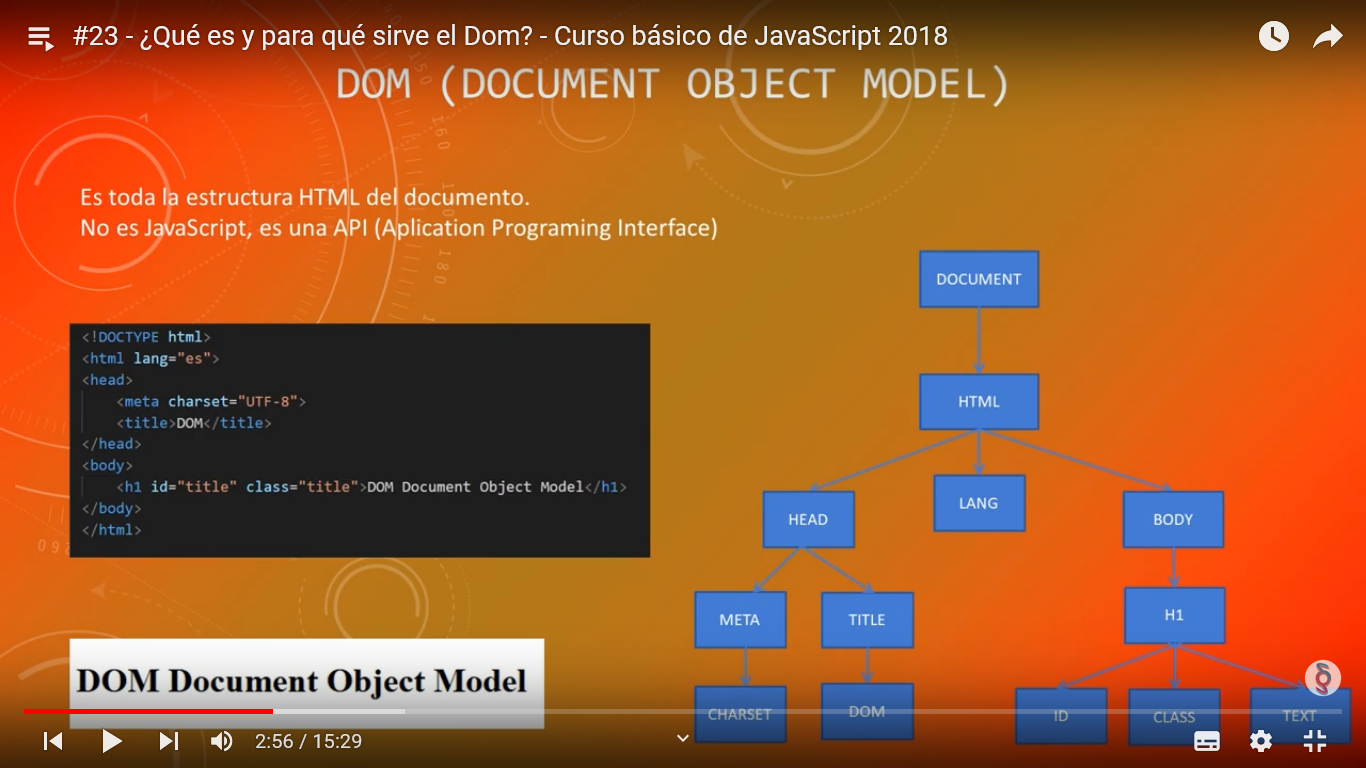 #23 - ¿Qué es y para qué sirve el Dom? - Curso básico de JavaScript 2018
DOM (DOCUMENT OBJECT MODEL)
Es toda la estructura HTML del documento.
No es JavaScript, es una API (Aplication Programing Interface)
<!DOCTYPE html>
<html lang="es">
<head>
<meta charset="UTF-8">
<title>DOM</title>
</head>
<body>
<h1 id="title" class="title">DOM Document Object Model</h1>
</body>
</html>
DOM Document Object Model
DOCUMENT
HTML
HEAD
LANG
BODY
META
TITLE
H1
CHARSET
DOM
ID
CLASS
TEXT
150
160
180
260
2:56 / 15:29